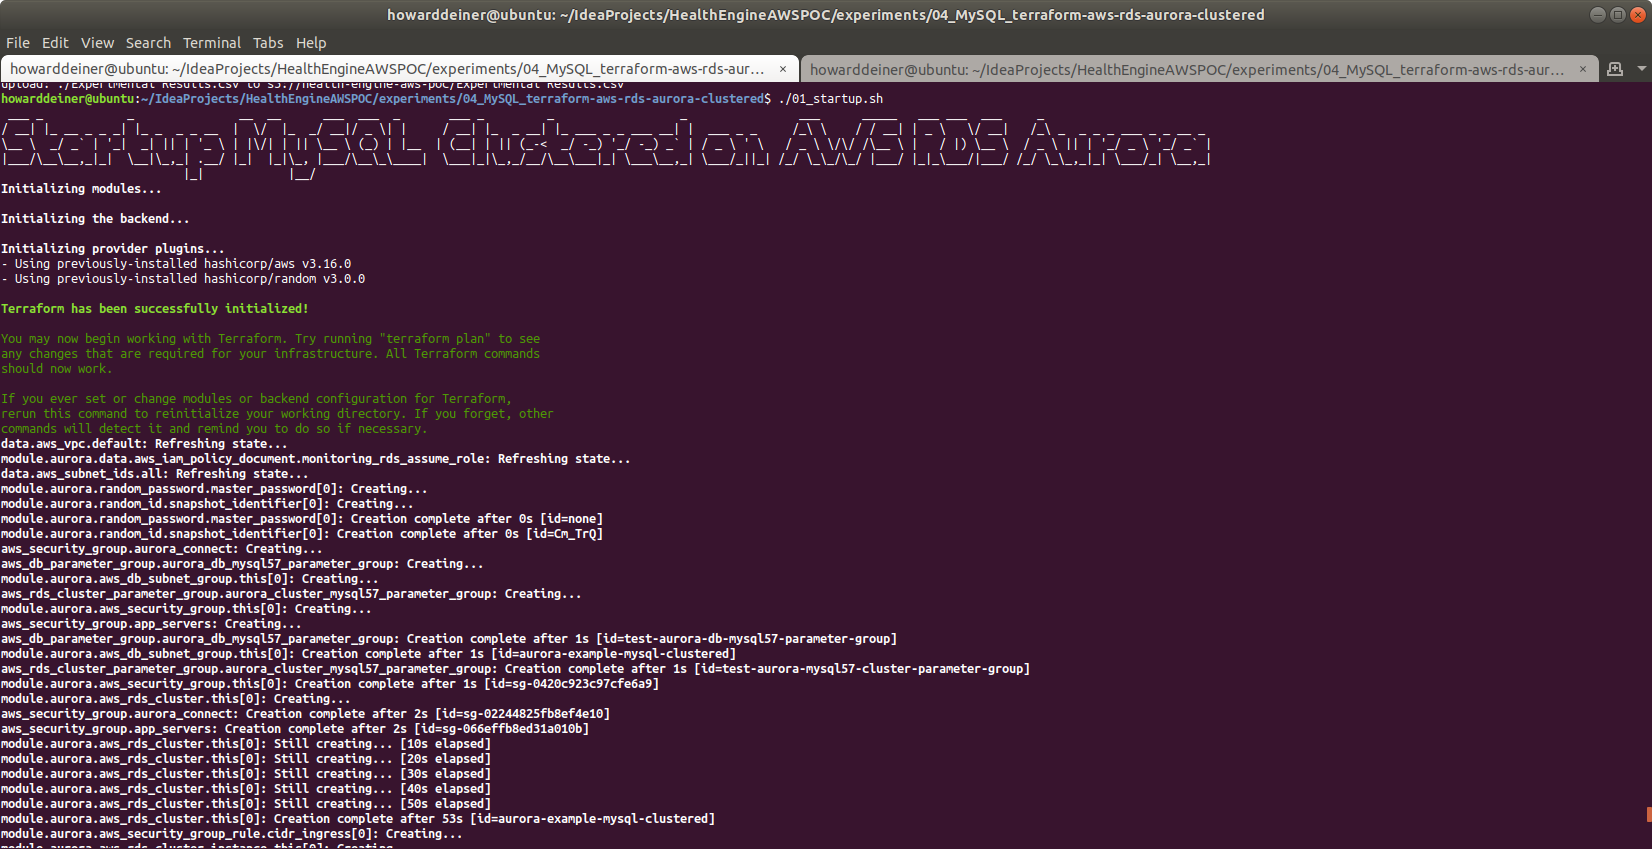 howarddeiner@ubuntu: ~/IdeaProjects/HealthEngineAWSPOC/experiments/04_MySQL_terraform-aws-rds-aurora-clustered
File Edit View Search Terminal Tabs Help
howarddeiner@ubuntu: ~/IdeaProjects/HealthEngineAWSPOC/experiments/04_MySQL_terraform-aws-rds-aur... ×
howarddeiner@ubuntu: ~/IdeaProjects/HealthEngineAWSPOC/experiments/04_MySQL_terraform-aws-rds-aur... ×
upload: ./Experimental Results.csv to s3://health-engine-aws-poc/Experimental Results.csv
howarddeiner@ubuntu:~/IdeaProjects/HealthEngineAWSPOC/experiments/04_MySQL_terraform-aws-rds-aurora-clustered$ ./01_startup.sh
Startup MySQL Clustered on AWS RDS Aurora
Initializing modules...
Initializing the backend...
Initializing provider plugins...
- Using previously-installed hashicorp/aws v3.16.0
- Using previously-installed hashicorp/random v3.0.0
Terraform has been successfully initialized!
You may now begin working with Terraform. Try running "terraform plan" to see
any changes that are required for your infrastructure. All Terraform commands
should now work.
If you ever set or change modules or backend configuration for Terraform,
rerun this command to reinitialize your working directory. If you forget, other
commands will detect it and remind you to do so if necessary.
data.aws_vpc.default: Refreshing state...
module.aurora.data.aws_iam_policy_document.monitoring_rds_assume_role: Refreshing state...
data.aws_subnet_ids.all: Refreshing state...
module.aurora.random_password.master_password[0]: Creating...
module.aurora.random_id.snapshot_identifier[0]: Creating...
module.aurora.random_password.master_password[0]: Creation complete after 0s [id=none]
module.aurora.random_id.snapshot_identifier[0]: Creation complete after 0s [id=Cm_TrQ]
aws_security_group.aurora_connect: Creating...
aws_db_parameter_group.aurora_db_mysql57_parameter_group: Creating...
module.aurora.aws_db_subnet_group.this[0]: Creating...
aws_rds_cluster_parameter_group.aurora_cluster_mysql57_parameter_group: Creating...
module.aurora.aws_security_group.this[0]: Creating...
aws_security_group.app_servers: Creating...
aws_db_parameter_group.aurora_db_mysql57_parameter_group: Creation complete after 1s [id=test-aurora-db-mysql57-parameter-group]
module.aurora.aws_db_subnet_group.this[0]: Creation complete after 1s [id=aurora-example-mysql-clustered]
aws_rds_cluster_parameter_group.aurora_cluster_mysql57_parameter_group: Creation complete after 1s [id=test-aurora-mysql57-cluster-parameter-group]
module.aurora.aws_security_group.this[0]: Creation complete after 1s [id=sg-0420c923c97cfe6a9]
module.aurora.aws_rds_cluster.this[0]: Creating...
aws_security_group.aurora_connect: Creation complete after 2s [id=sg-02244825fb8ef4e10]
aws_security_group.app_servers: Creation complete after 2s [id=sg-066effb8ed31a010b]
module.aurora.aws_rds_cluster.this[0]: Still creating... [10s elapsed]
module.aurora.aws_rds_cluster.this[0]: Still creating... [20s elapsed]
module.aurora.aws_rds_cluster.this[0]: Still creating... [30s elapsed]
module.aurora.aws_rds_cluster.this[0]: Still creating... [40s elapsed]
module.aurora.aws_rds_cluster.this[0]: Still creating... [50s elapsed]
module.aurora.aws_rds_cluster.this[0]: Creation complete after 53s [id=aurora-example-mysql-clustered]
module.aurora.aws_security_group_rule.cidr_ingress[0]: Creating...
module.aurora.aws_rds_cluster_instance.this[0]: Creating...